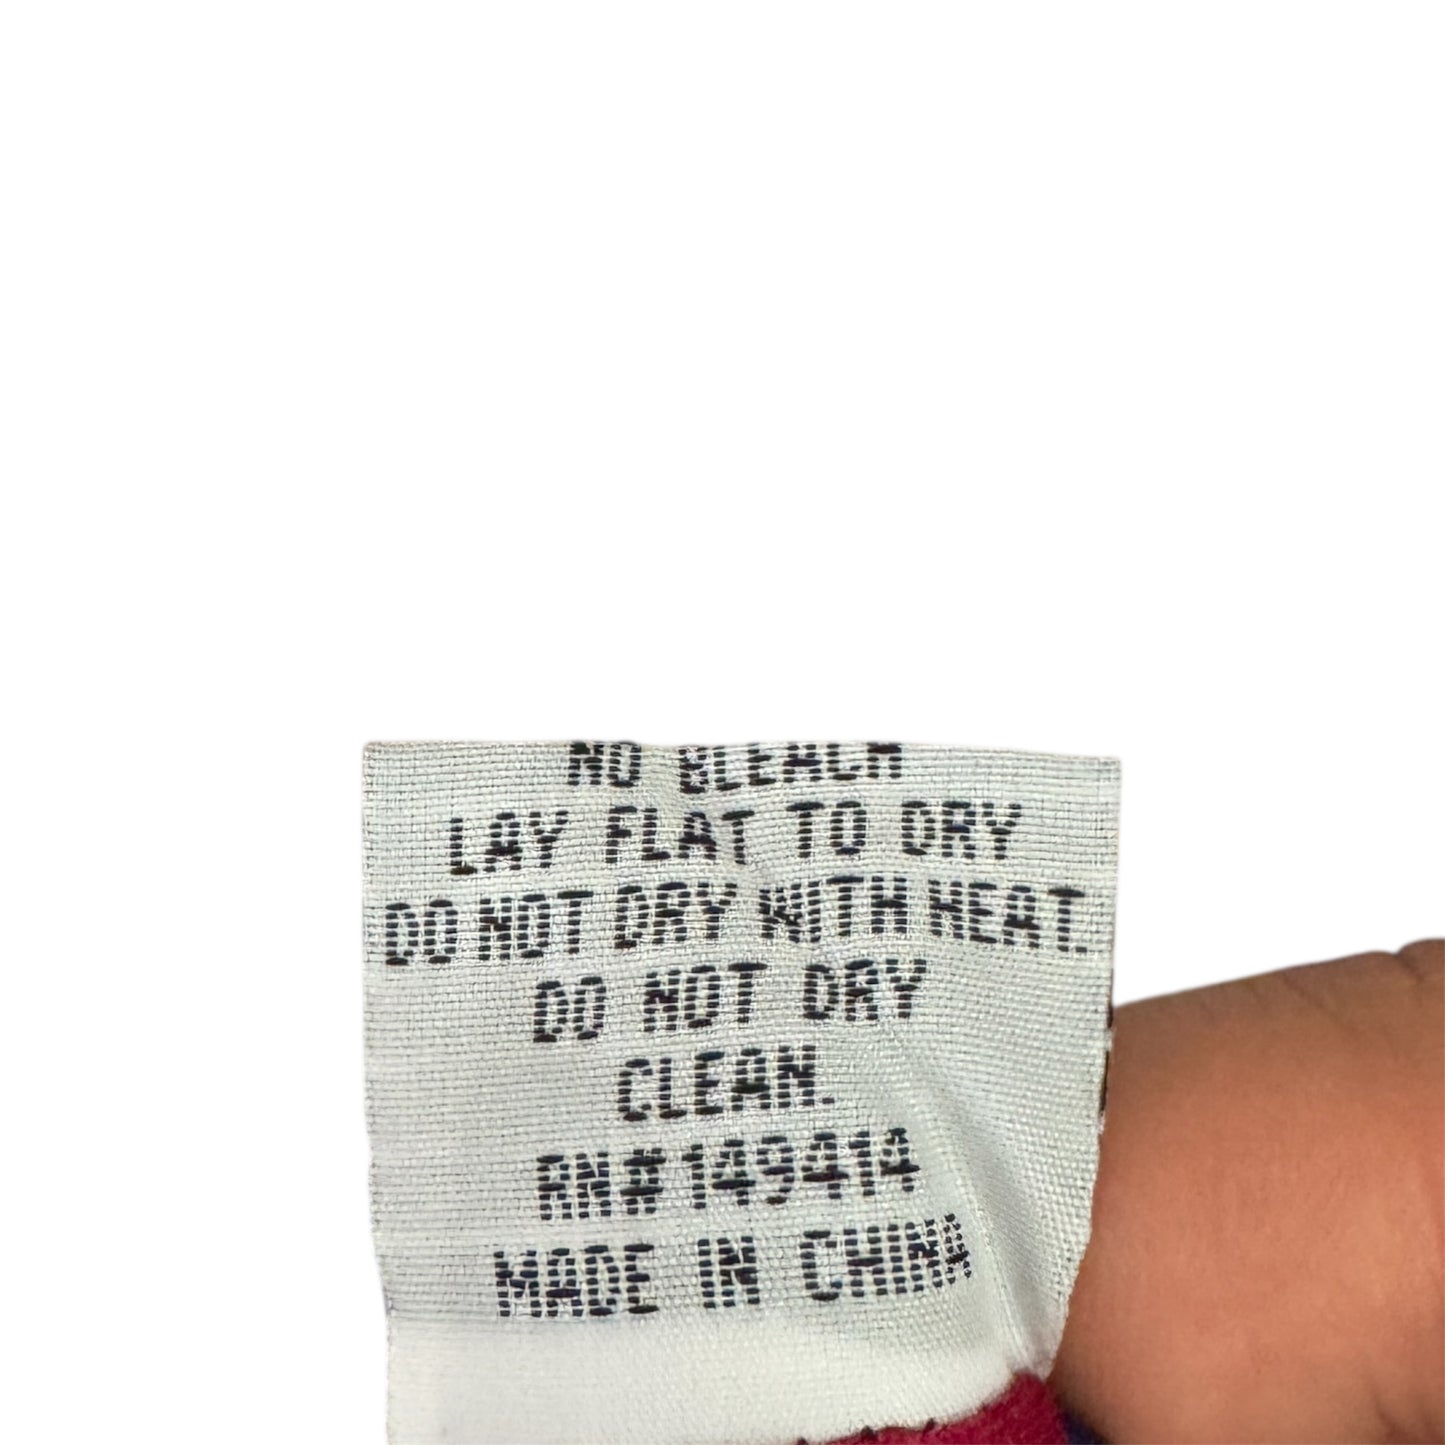 NO BLEACH
LAY FLAT TO DRY
DO NOT DRY WITH HEAT.
DO NOT DRY
CLEAN.
RN#149414
MADE IN CHINA